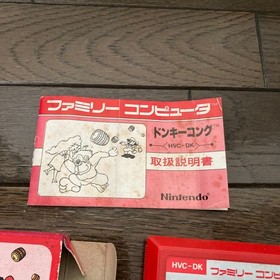 ファミリー コンピュータ
ドンキーコング
HVC-DK
取扱説明書
Nintendo
HVC-DK
ファミリー コンピ